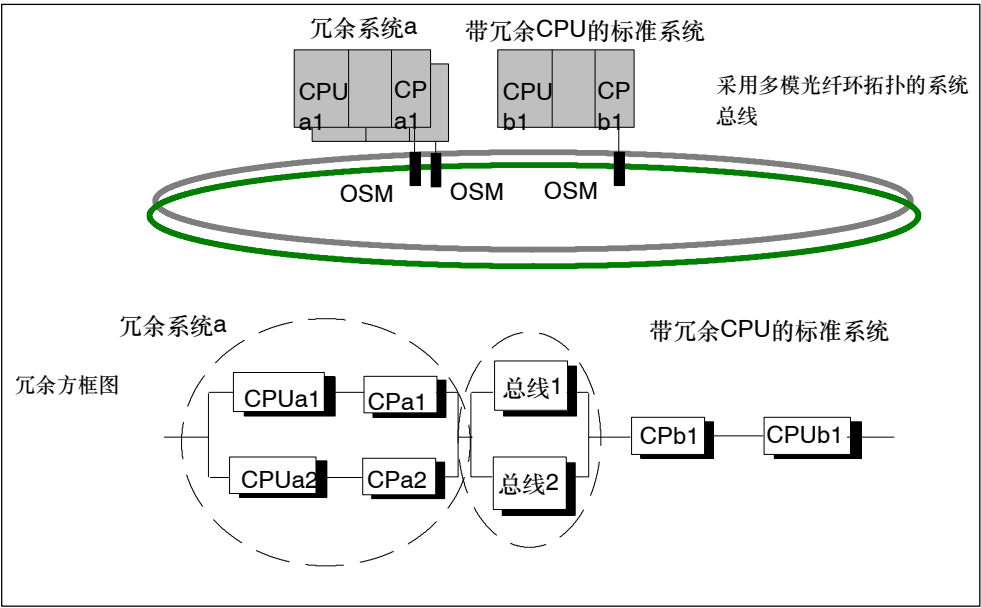 冗余系统a
带冗余CPU的标准系统
CPU a1
CP a1
CPU b1
CP b1
采用多模光纤环拓扑的系统
总线
OSM
OSM
OSM
冗余系统a
带冗余CPU的标准系统
冗余方框图
CPUa1
CPa1
总线1
CPb1
CPUb1
CPUa2
CPa2
总线2